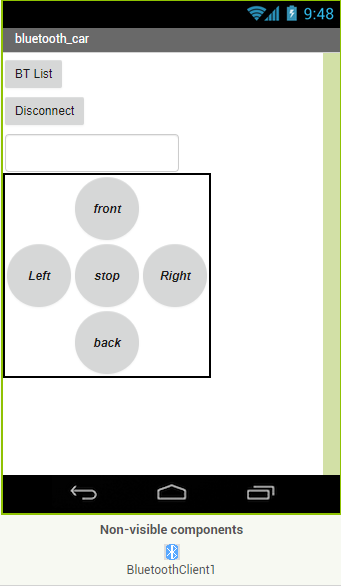 9:48
bluetooth_car
BT List
Disconnect
front
Left stop Right
back
Non-visible components
BluetoothClient1